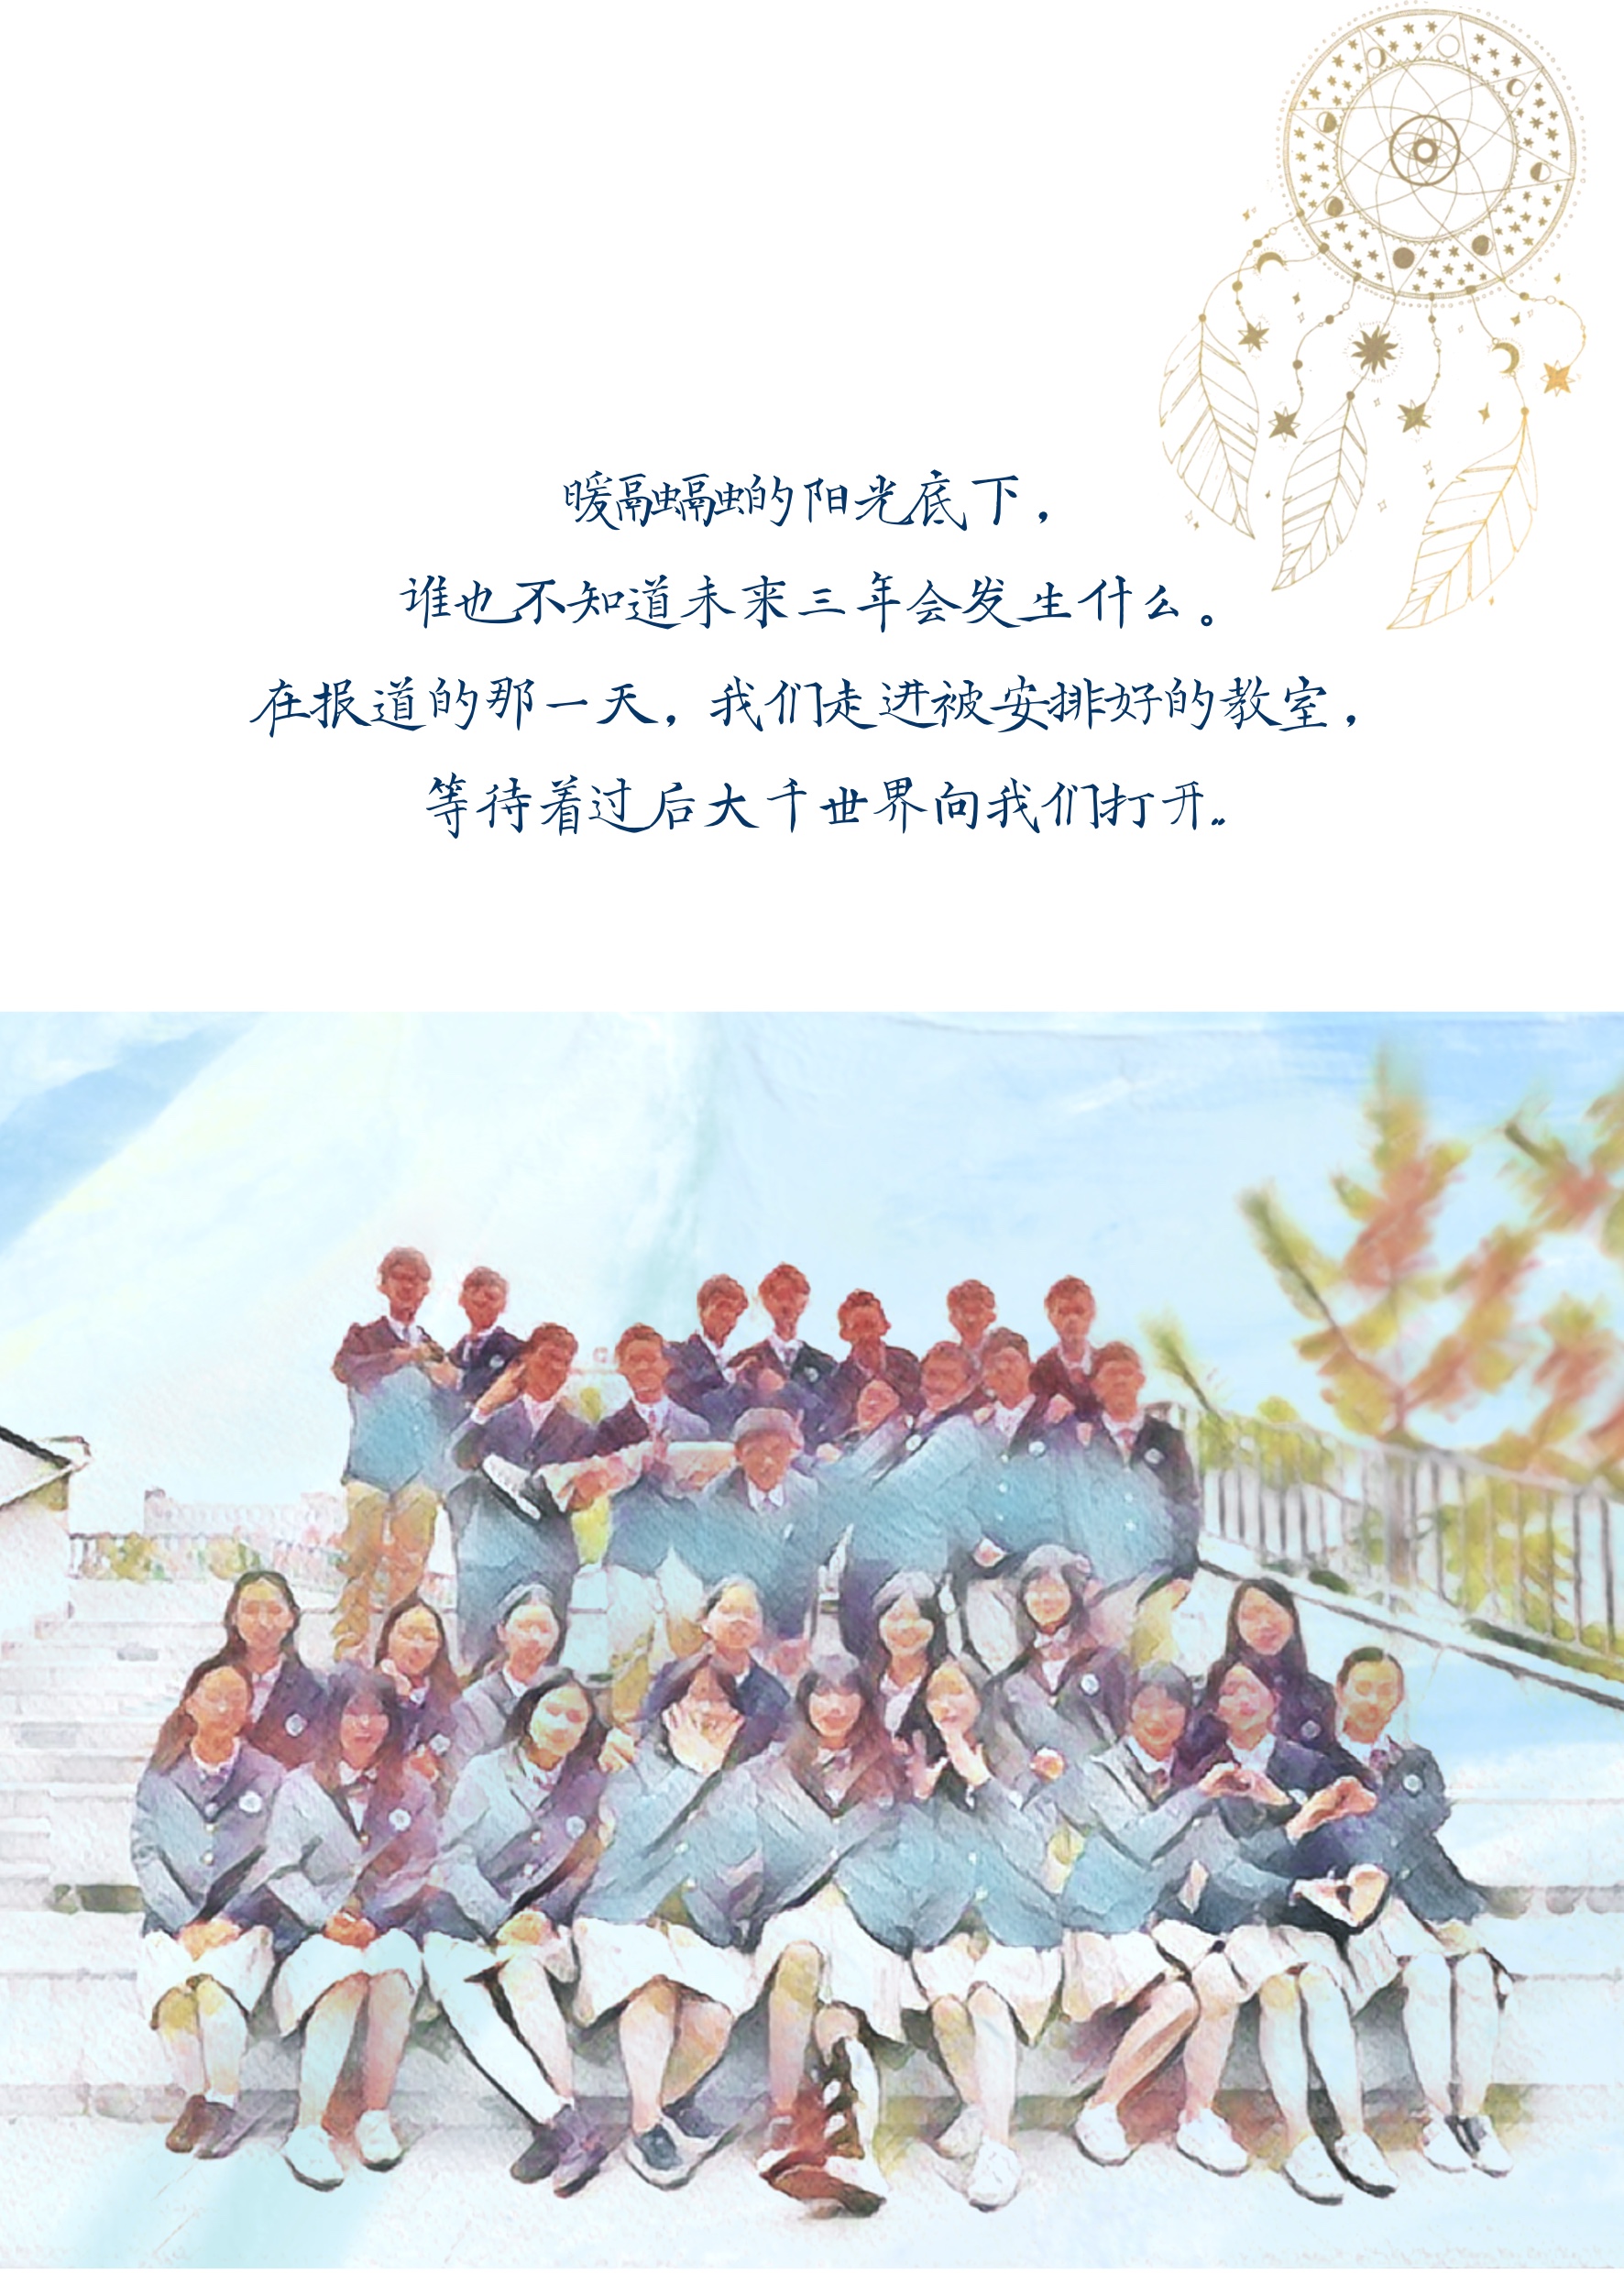 暖融融的阳光底下，
谁也不知道未来三年会发生什么。
在报道的那一天，我们走进被安排好的教室，
等待着过后大千世界向我们打开。